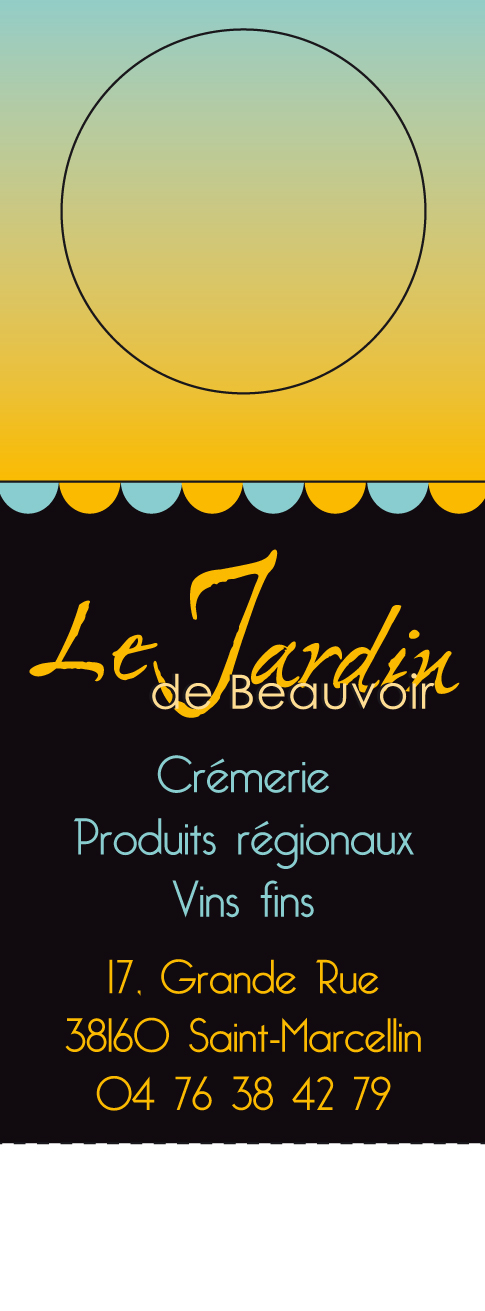 Le Jardin
de Beauvoir
Crémerie
Produits régionaux
Vins fins
17, Grande Rue
38160 Saint-Marcellin
04 76 38 42 79